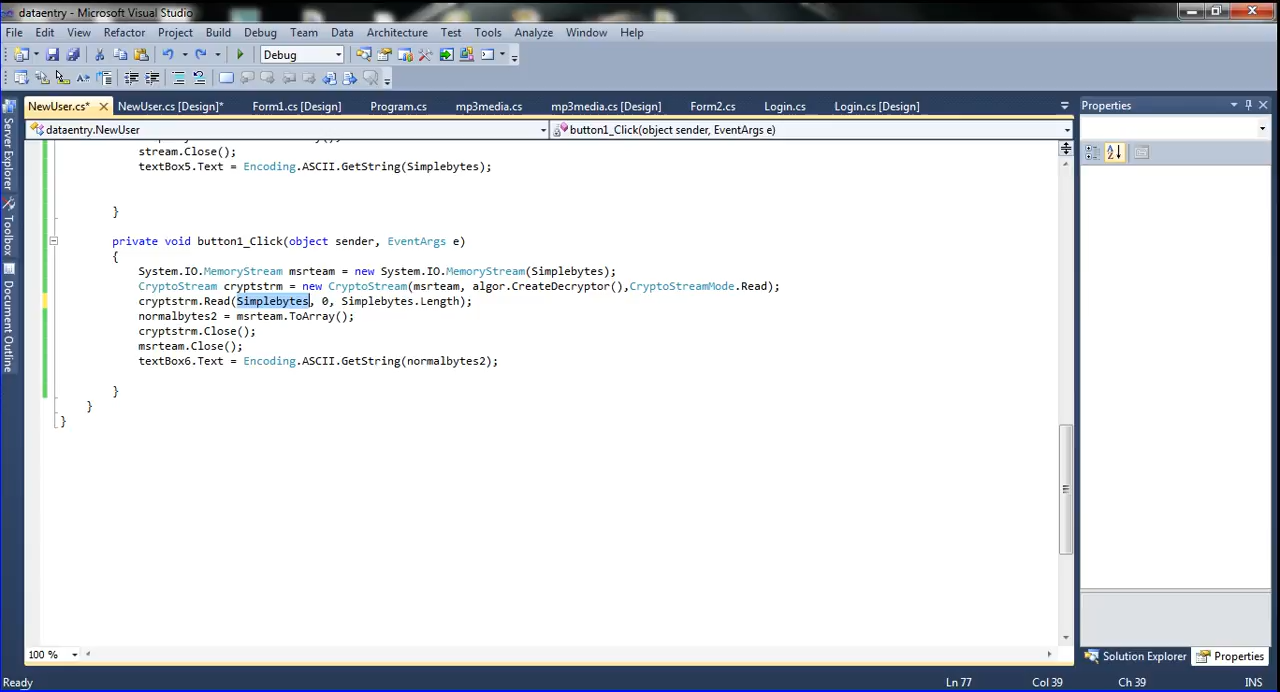 dataentry - Microsoft Visual Studio
File Edit View Refactor Project Build Debug Team Data Architecture Test Tools Analyze Window Help
Debug
NewUser.cs* NewUser.cs [Design]* Form1.cs [Design] Program.cs mp3media.cs mp3media.cs [Design] Form2.cs Login.cs Login.cs [Design]
Properties
dataentry.NewUser
button1_Click(object sender, EventArgs e)
Server Explorer
Toolbox
Document Outline
stream.Close();
textBox5.Text = Encoding.ASCII.GetString(Simplebytes);
}
private void button1_Click(object sender, EventArgs e)
{
System.IO.MemoryStream msrteam = new System.IO.MemoryStream(Simplebytes);
CryptoStream cryptstrm = new CryptoStream(msrteam, algor.CreateDecryptor(),CryptoStreamMode.Read);
cryptstrm.Read(Simplebytes, 0, Simplebytes.Length);
normalbytes2 = msrteam.ToArray();
cryptstrm.Close();
msrteam.Close();
textBox6.Text = Encoding.ASCII.GetString(normalbytes2);
}
}
}
100 %
Solution Explorer Properties
Ready Ln 77 Col 39 Ch 39 INS